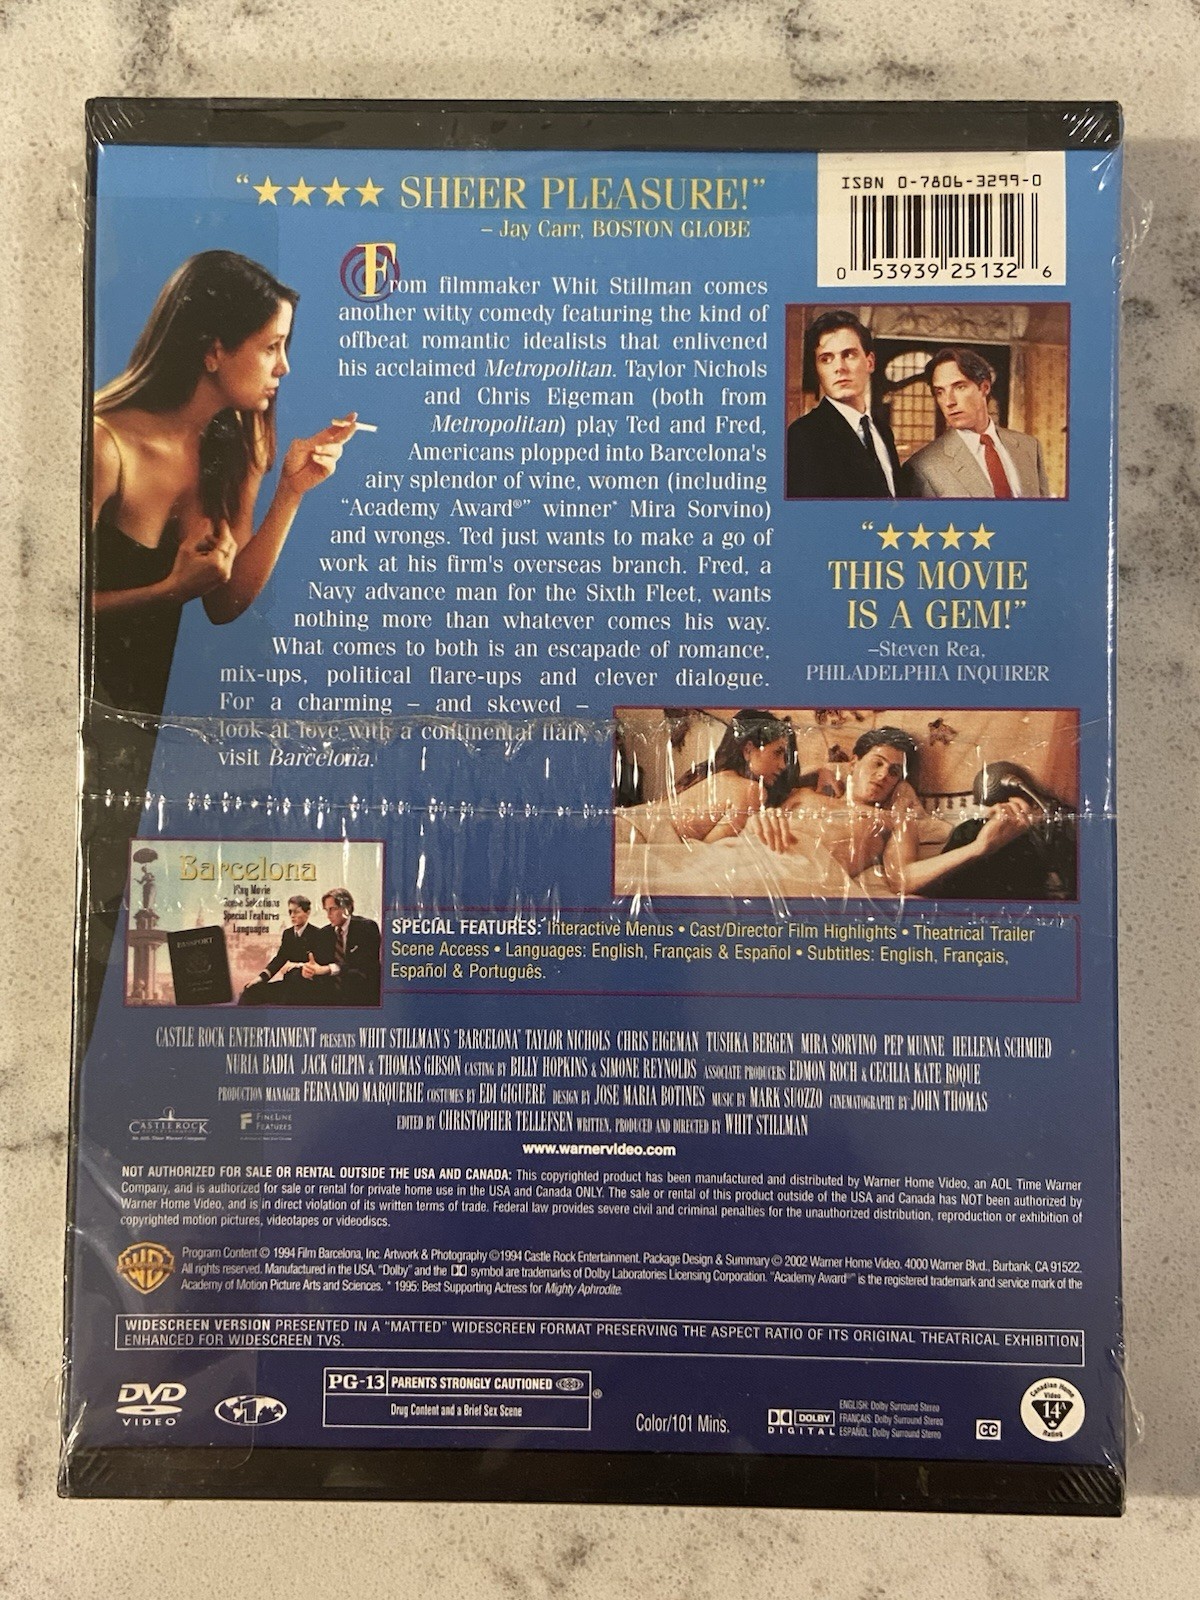 “★★★★ SHEER PLEASURE!”
– Jay Carr, BOSTON GLOBE
From filmmaker Whit Stillman comes
another witty comedy featuring the kind of
offbeat romantic idealists that enlivened
his acclaimed Metropolitan. Taylor Nichols
and Chris Eigeman (both from
Metropolitan) play Ted and Fred,
Americans plopped into Barcelona's
airy splendor of wine, women (including
“Academy Award®” winner* Mira Sorvino)
and wrongs. Ted just wants to make a go of
work at his firm's overseas branch. Fred, a
Navy advance man for the Sixth Fleet, wants
nothing more than whatever comes his way.
What comes to both is an escapade of romance,
mix-ups, political flare-ups and clever dialogue.
For a charming – and skewed –
look at love with a continental flair,
visit Barcelona.
ISBN 0-7806-3299-0
0 53939 25132 6
“★★★★
THIS MOVIE
IS A GEM!”
–Steven Rea,
PHILADELPHIA INQUIRER
Barcelona
Play Movie
Scene Selections
Special Features
Languages
PASSPORT
SPECIAL FEATURES: Interactive Menus • Cast/Director Film Highlights • Theatrical Trailer
Scene Access • Languages: English, Français & Español • Subtitles: English, Français,
Español & Português.
CASTLE ROCK ENTERTAINMENT PRESENTS WHIT STILLMAN'S "BARCELONA" TAYLOR NICHOLS CHRIS EIGEMAN TUSHKA BERGEN MIRA SORVINO PEP MUNNE HELLENA SCHMIED
NURIA BADIA JACK GILPIN & THOMAS GIBSON CASTING BY BILLY HOPKINS & SIMONE REYNOLDS ASSOCIATE PRODUCERS EDMON ROCH & CECILIA KATE ROQUE
PRODUCTION MANAGER FERNANDO MARQUERIE COSTUMES BY EDI GIGUERE DESIGN BY JOSE MARIA BOTINES MUSIC BY MARK SUOZZO CINEMATOGRAPHY BY JOHN THOMAS
EDITED BY CHRISTOPHER TELLEFSEN WRITTEN, PRODUCED AND DIRECTED BY WHIT STILLMAN
CASTLE ROCK
ENTERTAINMENT
An AOL Time Warner Company
F FINE LINE
FEATURES
www.warnervideo.com
NOT AUTHORIZED FOR SALE OR RENTAL OUTSIDE THE USA AND CANADA: This copyrighted product has been manufactured and distributed by Warner Home Video, an AOL Time Warner
Company, and is authorized for sale or rental for private home use in the USA and Canada ONLY. The sale or rental of this product outside of the USA and Canada has NOT been authorized by
Warner Home Video, and is in direct violation of its written terms of trade. Federal law provides severe civil and criminal penalties for the unauthorized distribution, reproduction or exhibition of
copyrighted motion pictures, videotapes or videodiscs.
WB
Program Content © 1994 Film Barcelona, Inc. Artwork & Photography ©1994 Castle Rock Entertainment. Package Design & Summary © 2002 Warner Home Video. 4000 Warner Blvd., Burbank, CA 91522.
All rights reserved. Manufactured in the USA. "Dolby" and the DD symbol are trademarks of Dolby Laboratories Licensing Corporation. "Academy Award®" is the registered trademark and service mark of the
Academy of Motion Picture Arts and Sciences. * 1995: Best Supporting Actress for Mighty Aphrodite.
WIDESCREEN VERSION PRESENTED IN A "MATTED" WIDESCREEN FORMAT PRESERVING THE ASPECT RATIO OF ITS ORIGINAL THEATRICAL EXHIBITION.
ENHANCED FOR WIDESCREEN TVS.
DVD
VIDEO
1
PG-13 PARENTS STRONGLY CAUTIONED ®
Drug Content and a Brief Sex Scene
Color/101 Mins.
DOLBY
DIGITAL
ENGLISH: Dolby Surround Stereo
FRANÇAIS: Dolby Surround Stereo
ESPAÑOL: Dolby Surround Stereo
CC
Canadian Home
Video
14A
Rating